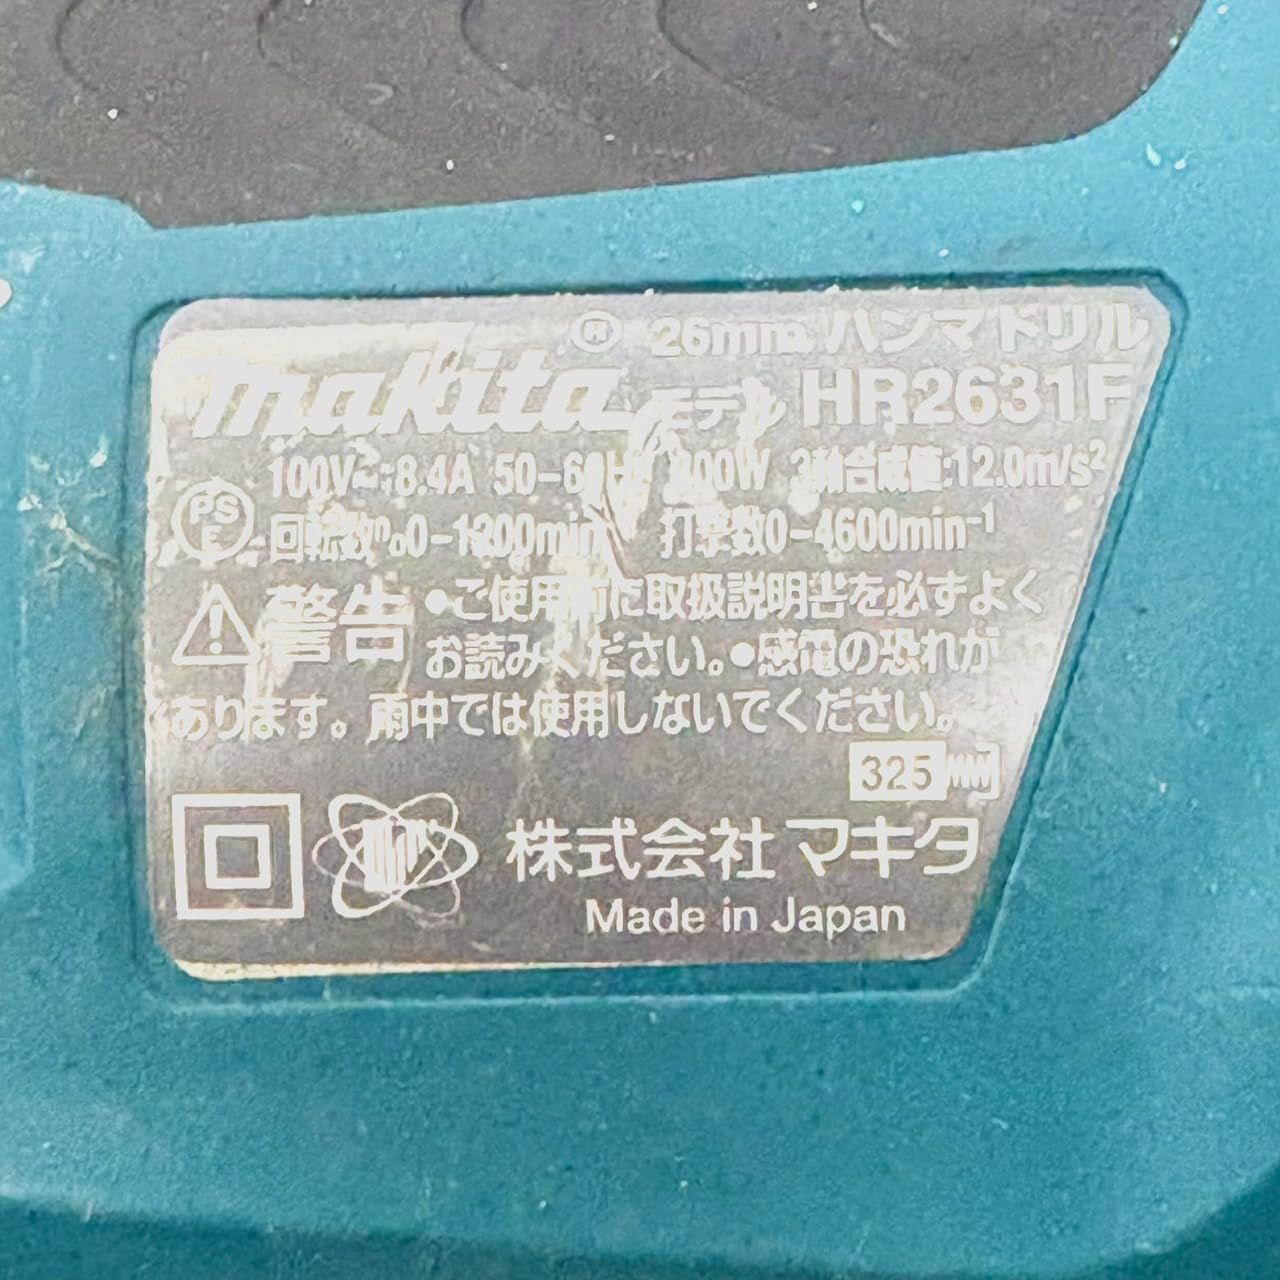 26mm ハンマドリル
makita モデル HR2631F
100V~ 8.4A 50-60Hz 800W 3軸合成値:12.0m/s²
PS E
回転数n₀0-1200min 打撃数0-4600min⁻¹
警告 •ご使用前に取扱説明書を必ずよく
お読みください。•感電の恐れが
あります。雨中では使用しないでください。
325
株式会社マキタ
Made in Japan